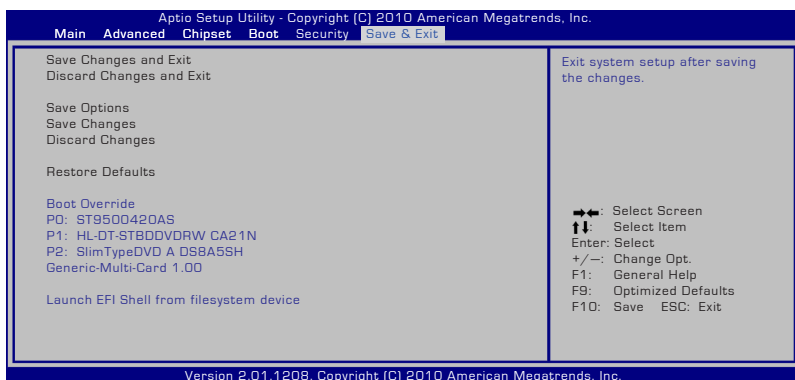 Aptio Setup Utility - Copyright (C) 2010 American Megatrends, Inc.
Main Advanced Chipset Boot Security Save & Exit
Save Changes and Exit
Discard Changes and Exit
Save Options
Save Changes
Discard Changes
Restore Defaults
Boot Override
P0: ST9500420AS
P1: HL-DT-STBDDVDRW CA21N
P2: SlimTypeDVD A DS8A5SH
Generic-Multi-Card 1.00
Launch EFI Shell from filesystem device
Exit system setup after saving
the changes.
→←: Select Screen
↑↓: Select Item
Enter: Select
+/—: Change Opt.
F1: General Help
F9: Optimized Defaults
F10: Save ESC: Exit
Version 2.01.1208. Copyright (C) 2010 American Megatrends, Inc.